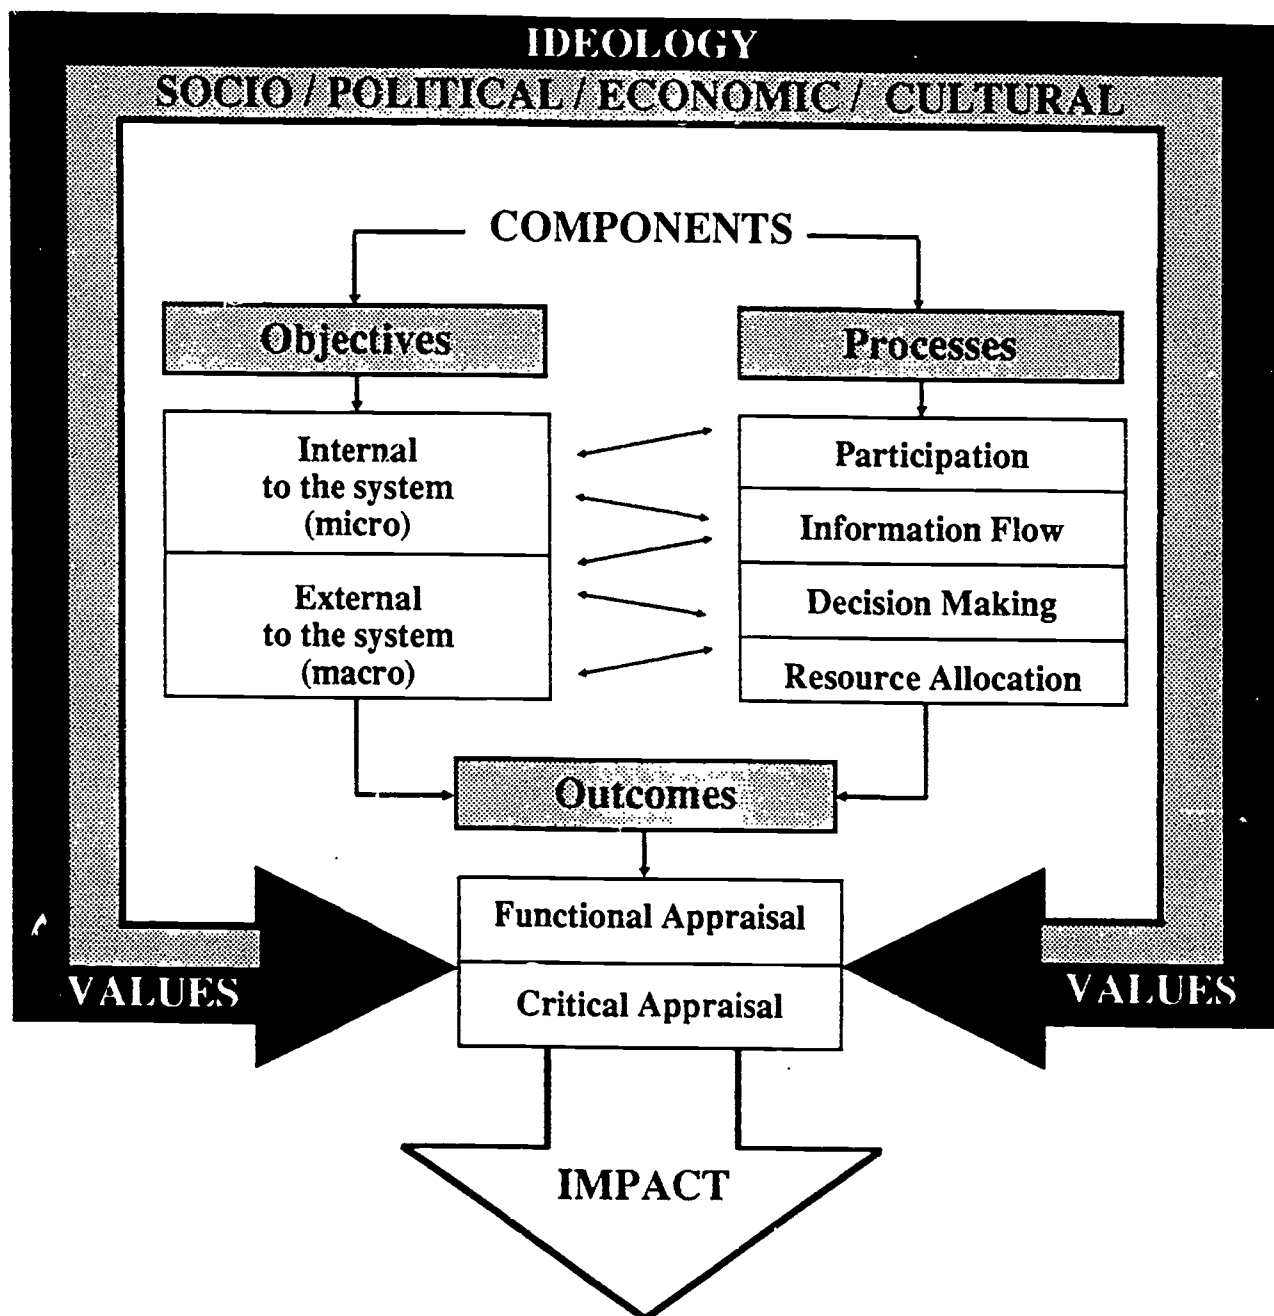 IDEOLOGY
SOCIO / POLITICAL / ECONOMIC / CULTURAL
COMPONENTS
Objectives
Internal
to the system
(micro)
External
to the system
(macro)
Processes
Participation
Information Flow
Decision Making
Resource Allocation
Outcomes
Functional Appraisal
Critical Appraisal
VALUES
VALUES
IMPACT